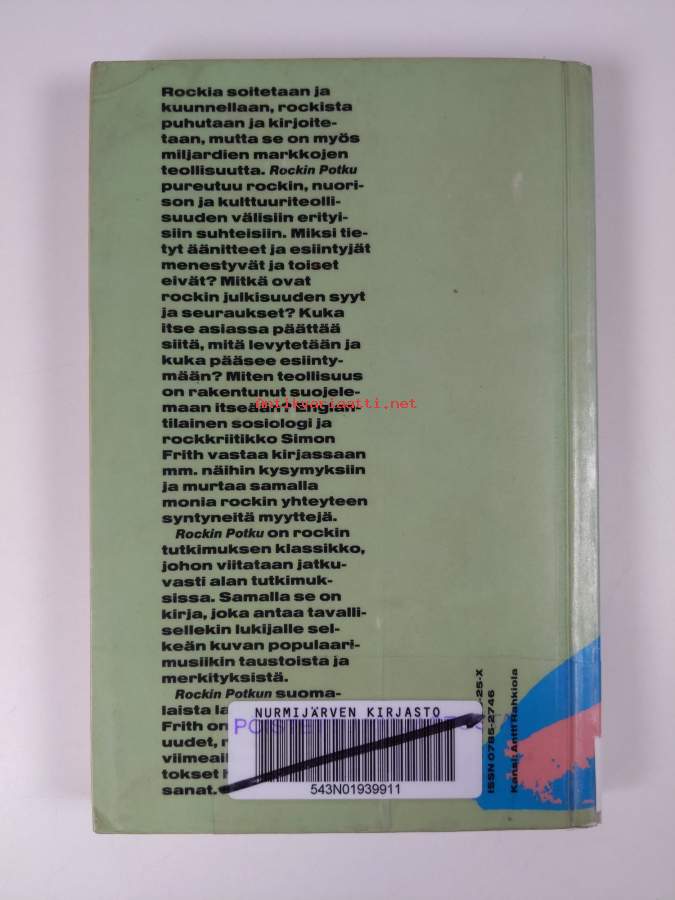 Rockia soitetaan ja
kuunnellaan, rockista
puhutaan ja kirjoite-
taan, mutta se on myös
miljardien markkojen
teollisuutta. Rockin Potku
pureutuu rockin, nuori-
son ja kulttuuriteolli-
suuden välisiin erityi-
siin suhteisiin. Miksi tie-
tyt äänitteet ja esiintyjät
menestyvät ja toiset
eivät? Mitkä ovat
rockin julkisuuden syyt
ja seuraukset? Kuka
itse asiassa päättää
siitä, mitä levytetään ja
kuka pääsee esiinty-
mään? Miten teollisuus
on rakentunut suojele-
maan itseään? Englan-
tilainen sosiologi ja
rockkriitikko Simon
Frith vastaa kirjassaan
mm. näihin kysymyksiin
ja murtaa samalla
monia rockin yhteyteen
syntyneitä myyttejä.
Rockin Potku on rockin
tutkimuksen klassikko,
johon viitataan jatku-
vasti alan tutkimuk-
sissa. Samalla se on
kirja, joka antaa tavalli-
sellekin lukijalle sel-
keän kuvan populaari-
musiikin taustoista ja
merkityksistä.
Rockin Potkun suoma-
laista
Frith on
uudet,
viimeai
tokset
sanat.
Antikvariaatti.net
NURMIJÄRVEN KIRJASTO
543N01939911
-25-X
ISSN 0785-2746
Kansi: Antti Rahkiola